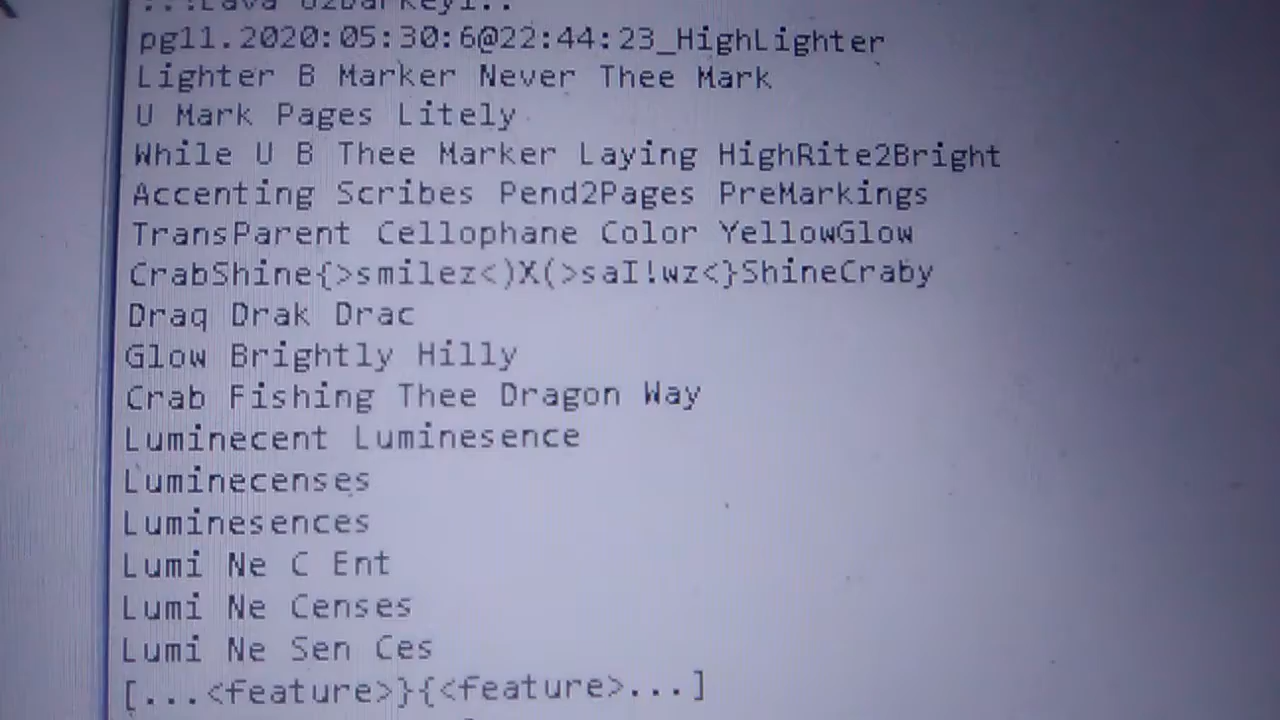 pg11.2020:05:30:6@22:44:23_HighLighter
Lighter B Marker Never Thee Mark
U Mark Pages Litely
While U B Thee Marker Laying HighRite2Bright
Accenting Scribes Pend2Pages PreMarkings
TransParent Cellophane Color YellowGlow
CrabShine{>smilez<)X(>saI!wz<}ShineCraby
Draq Drak Drac
Glow Brightly Hilly
Crab Fishing Thee Dragon Way
Luminecent Luminesence
Luminecenses
Luminesences
Lumi Ne C Ent
Lumi Ne Censes
Lumi Ne Sen Ces
[...<feature>}{<feature>...]